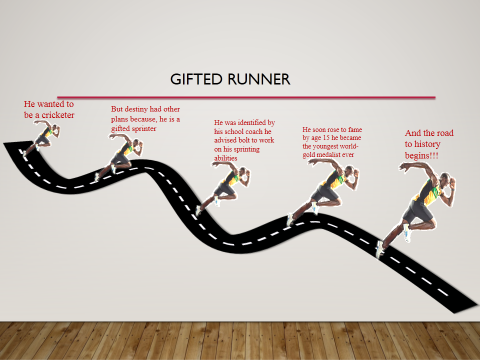 GIFTED RUNNER
He wanted to
be a cricketer
But destiny had other
plans because, he is a
gifted sprinter
He was identified by
his school coach he
advised bolt to work
on his sprinting
abilities
He soon rose to fame
by age 15 he became
the youngest world-
gold medalist ever
And the road
to history
begins!!!